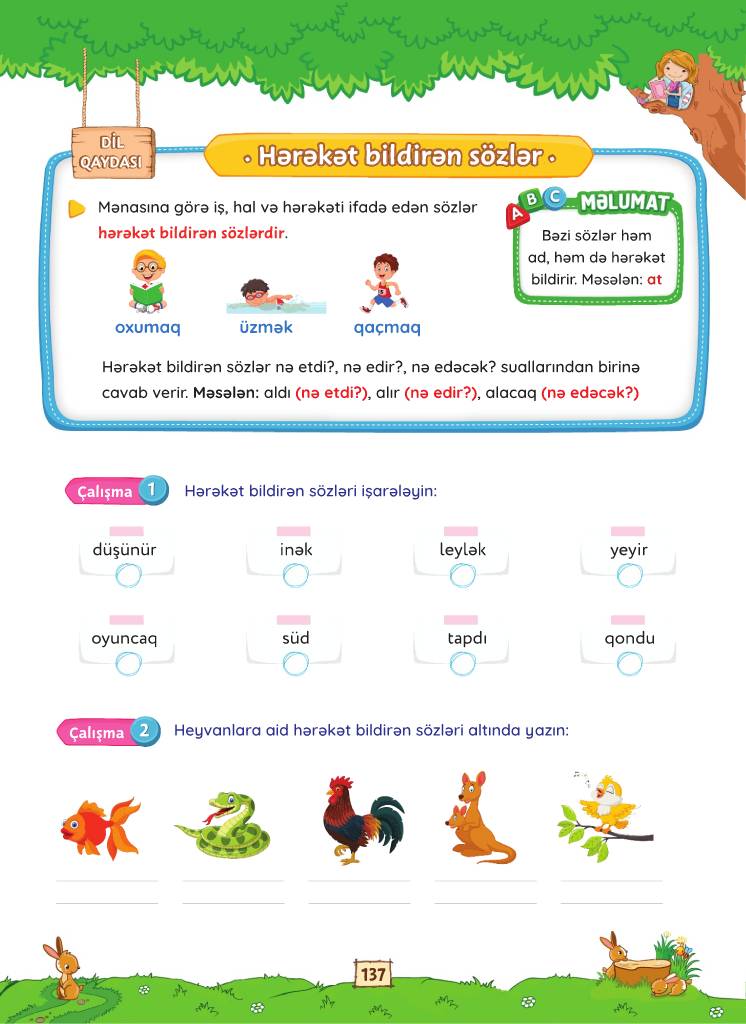 DİL
QAYDASI
• Hərəkət bildirən sözlər •
Mənasına görə iş, hal və hərəkəti ifadə edən sözlər
hərəkət bildirən sözlərdir.
A B C MƏLUMAT
Bəzi sözlər həm
ad, həm də hərəkət
bildirir. Məsələn: at
oxumaq üzmək qaçmaq
Hərəkət bildirən sözlər nə etdi?, nə edir?, nə edəcək? suallarından birinə
cavab verir. Məsələn: aldı (nə etdi?), alır (nə edir?), alacaq (nə edəcək?)
Çalışma 1 Hərəkət bildirən sözləri işarələyin:
düşünür inək leylək yeyir
oyuncaq süd tapdı qondu
Çalışma 2 Heyvanlara aid hərəkət bildirən sözləri altında yazın:
137